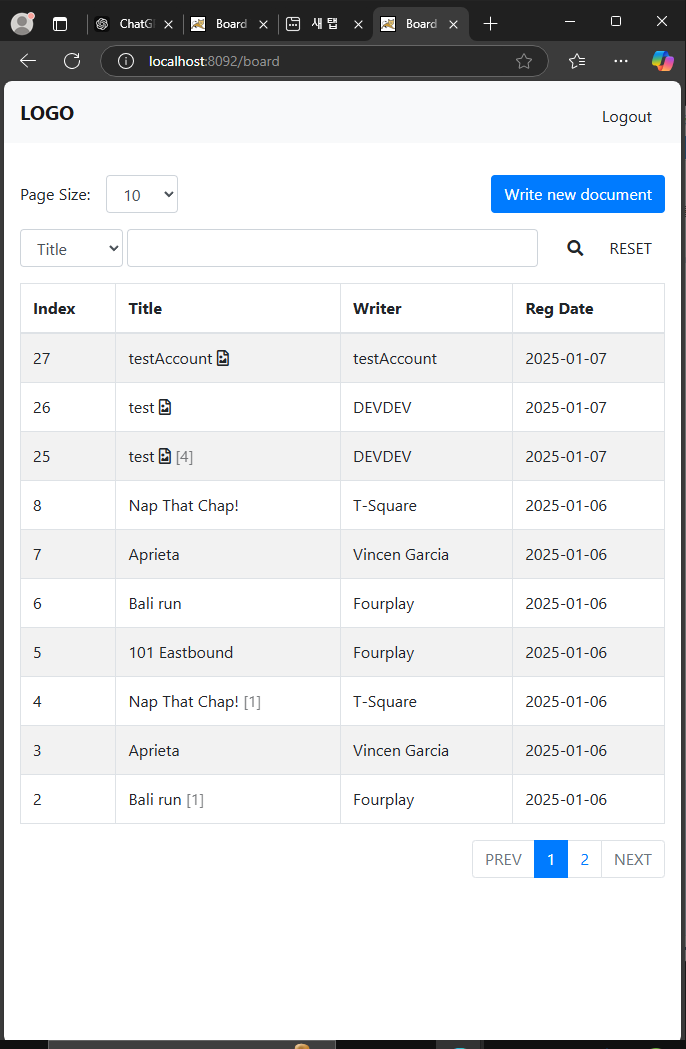 ChatG
Board
새 탭
Board
localhost:8092/board
LOGO
Logout
Page Size: 10
Write new document
Title
RESET
Index Title Writer Reg Date
27 testAccount testAccount 2025-01-07
26 test DEVDEV 2025-01-07
25 test [4] DEVDEV 2025-01-07
8 Nap That Chap! T-Square 2025-01-06
7 Aprieta Vincen Garcia 2025-01-06
6 Bali run Fourplay 2025-01-06
5 101 Eastbound Fourplay 2025-01-06
4 Nap That Chap! [1] T-Square 2025-01-06
3 Aprieta Vincen Garcia 2025-01-06
2 Bali run [1] Fourplay 2025-01-06
PREV 1 2 NEXT